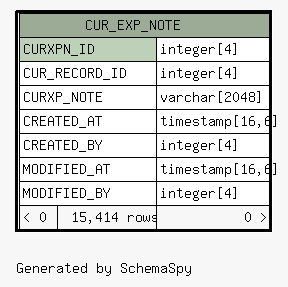 CUR_EXP_NOTE
CURXPN_ID integer[4]
CUR_RECORD_ID integer[4]
CURXP_NOTE varchar[2048]
CREATED_AT timestamp[16,6]
CREATED_BY integer[4]
MODIFIED_AT timestamp[16,6]
MODIFIED_BY integer[4]
< 0 15,414 rows 0 >
Generated by SchemaSpy